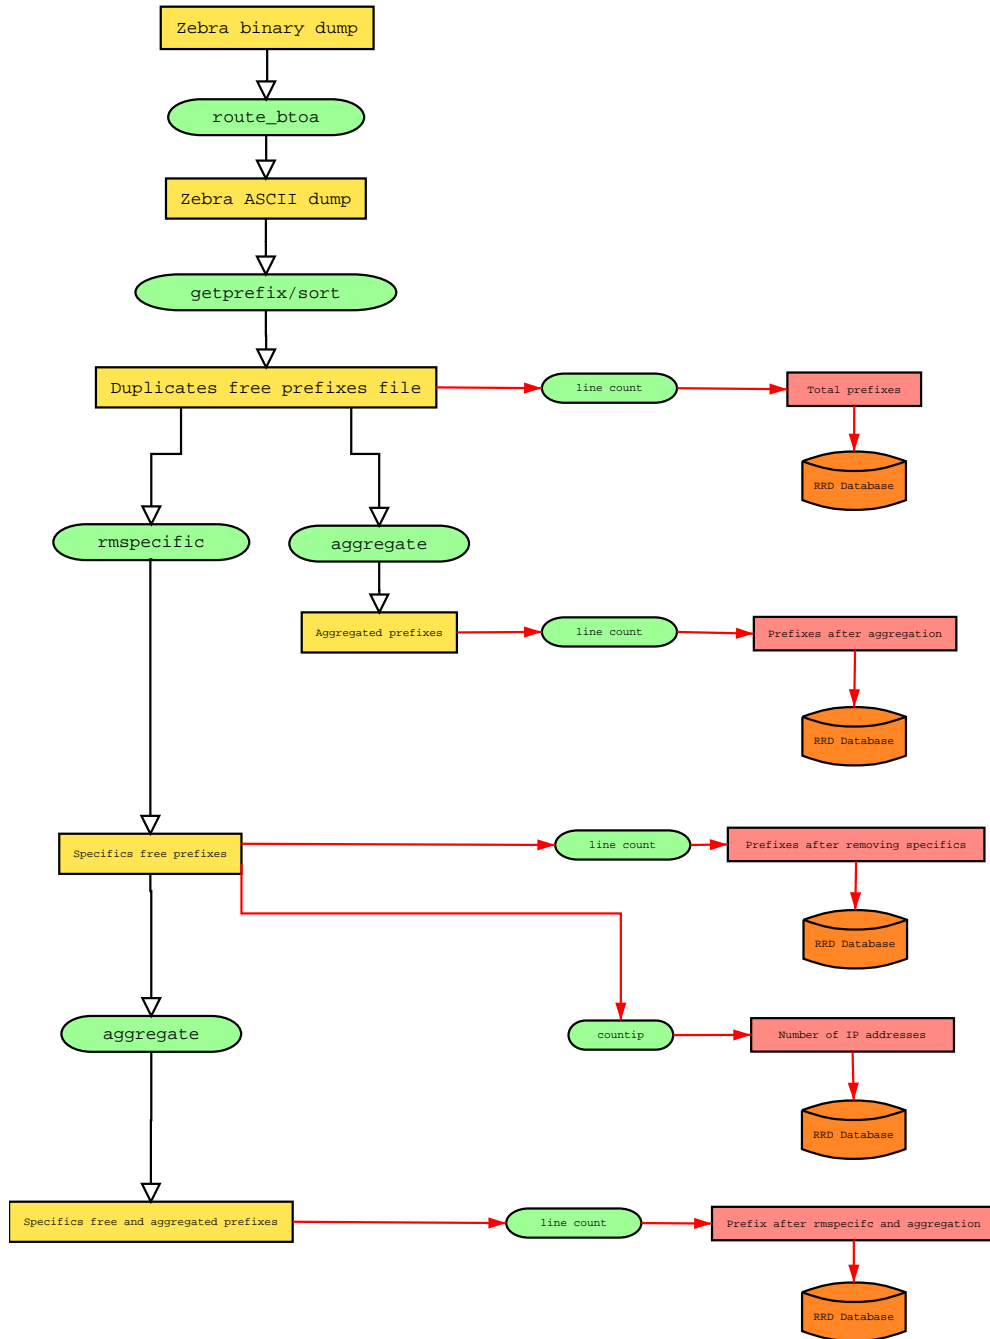 Zebra binary dump
route_btoa
Zebra ASCII dump
getprefix/sort
Duplicates free prefixes file
line count
Total prefixes
RRD Database
rmspecific
aggregate
Aggregated prefixes
line count
Prefixes after aggregation
RRD Database
Specifics free prefixes
line count
Prefixes after removing specifics
RRD Database
aggregate
countip
Number of IP addresses
RRD Database
Specifics free and aggregated prefixes
line count
Prefix after rmspecifc and aggregation
RRD Database